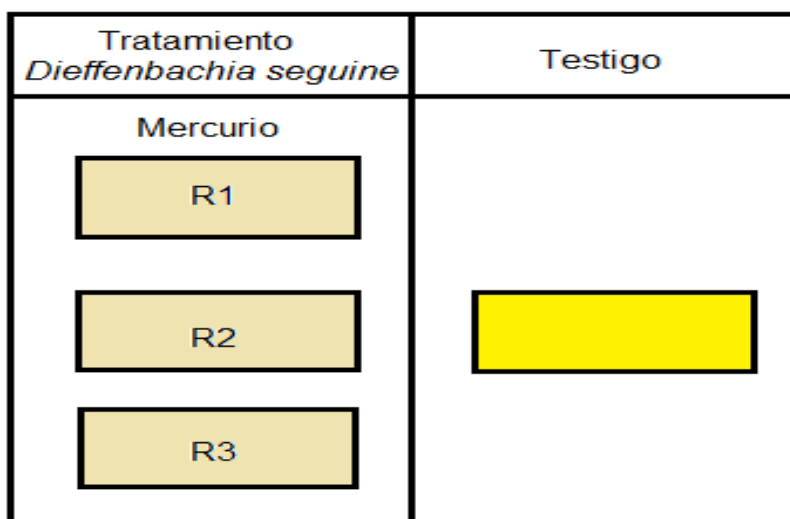 Tratamiento
Dieffenbachia seguine
Testigo
Mercurio
R1
R2
R3